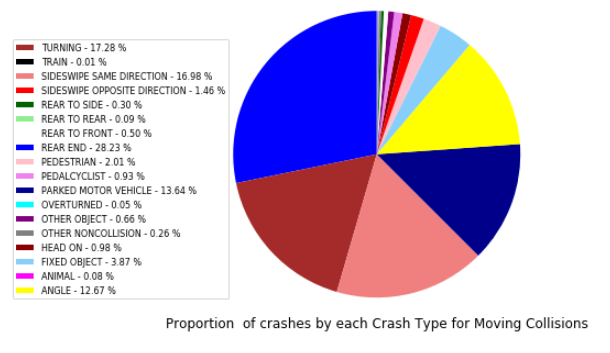 TURNING - 17.28 %
TRAIN - 0.01 %
SIDESWIPE SAME DIRECTION - 16.98 %
SIDESWIPE OPPOSITE DIRECTION - 1.46 %
REAR TO SIDE - 0.30 %
REAR TO REAR - 0.09 %
REAR TO FRONT - 0.50 %
REAR END - 28.23 %
PEDESTRIAN - 2.01 %
PEDALCYCLIST - 0.93 %
PARKED MOTOR VEHICLE - 13.64 %
OVERTURNED - 0.05 %
OTHER OBJECT - 0.66 %
OTHER NONCOLLISION - 0.26 %
HEAD ON - 0.98 %
FIXED OBJECT - 3.87 %
ANIMAL - 0.08 %
ANGLE - 12.67 %
Proportion  of crashes by each Crash Type for Moving Collisions